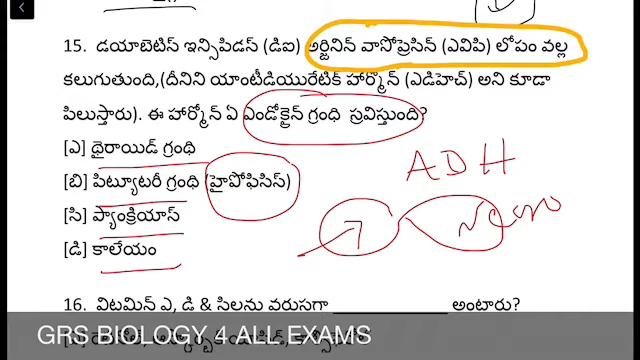 15. డయాబెటిస్ ఇన్సిపిడస్ (డిఐ) అర్జినిన్ వాసోప్రెసిన్ (ఎవిపి) లోపం వల్ల
కలుగుతుంది,(దీనిని యాంటీడియురెటిక్ హార్మోన్ (ఎడిహెచ్) అని కూడా
పిలుస్తారు). ఈ హార్మోన్ ఏ ఎండోక్రైన్ గ్రంధి స్రవిస్తుంది?
[ఎ] థైరాయిడ్ గ్రంధి
ADH
[బి] పిట్యూటరీ గ్రంధి (హైపోఫిసిస్)
[సి] ప్యాంక్రియాస్
[డి] కాలేయం
16. విటమిన్ ఎ, డి & సిలను వరుసగా ____________ అంటారు?
GRS BIOLOGY 4 ALL EXAMS